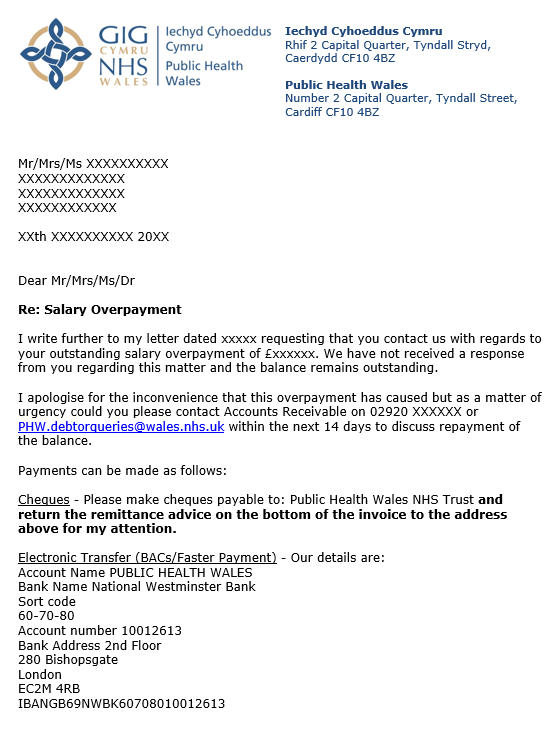 GIG
CYMRU
NHS
WALES
Iechyd Cyhoeddus
Cymru
Public Health
Wales
Iechyd Cyhoeddus Cymru
Rhif 2 Capital Quarter, Tyndall Stryd,
Caerdydd CF10 4BZ
Public Health Wales
Number 2 Capital Quarter, Tyndall Street,
Cardiff CF10 4BZ
Mr/Mrs/Ms XXXXXXXXXX
XXXXXXXXXXXXX
XXXXXXXXXXXXX
XXXXXXXXXXXX
XXth XXXXXXXXXX 20XX
Dear Mr/Mrs/Ms/Dr
Re: Salary Overpayment
I write further to my letter dated xxxxx requesting that you contact us with regards to
your outstanding salary overpayment of £xxxxxx. We have not received a response
from you regarding this matter and the balance remains outstanding.
I apologise for the inconvenience that this overpayment has caused but as a matter of
urgency could you please contact Accounts Receivable on 02920 XXXXXX or
PHW.debtorqueries@wales.nhs.uk within the next 14 days to discuss repayment of
the balance.
Payments can be made as follows:
Cheques - Please make cheques payable to: Public Health Wales NHS Trust and
return the remittance advice on the bottom of the invoice to the address
above for my attention.
Electronic Transfer (BACs/Faster Payment) - Our details are:
Account Name PUBLIC HEALTH WALES
Bank Name National Westminster Bank
Sort code
60-70-80
Account number 10012613
Bank Address 2nd Floor
280 Bishopsgate
London
EC2M 4RB
IBANGB69NWBK60708010012613